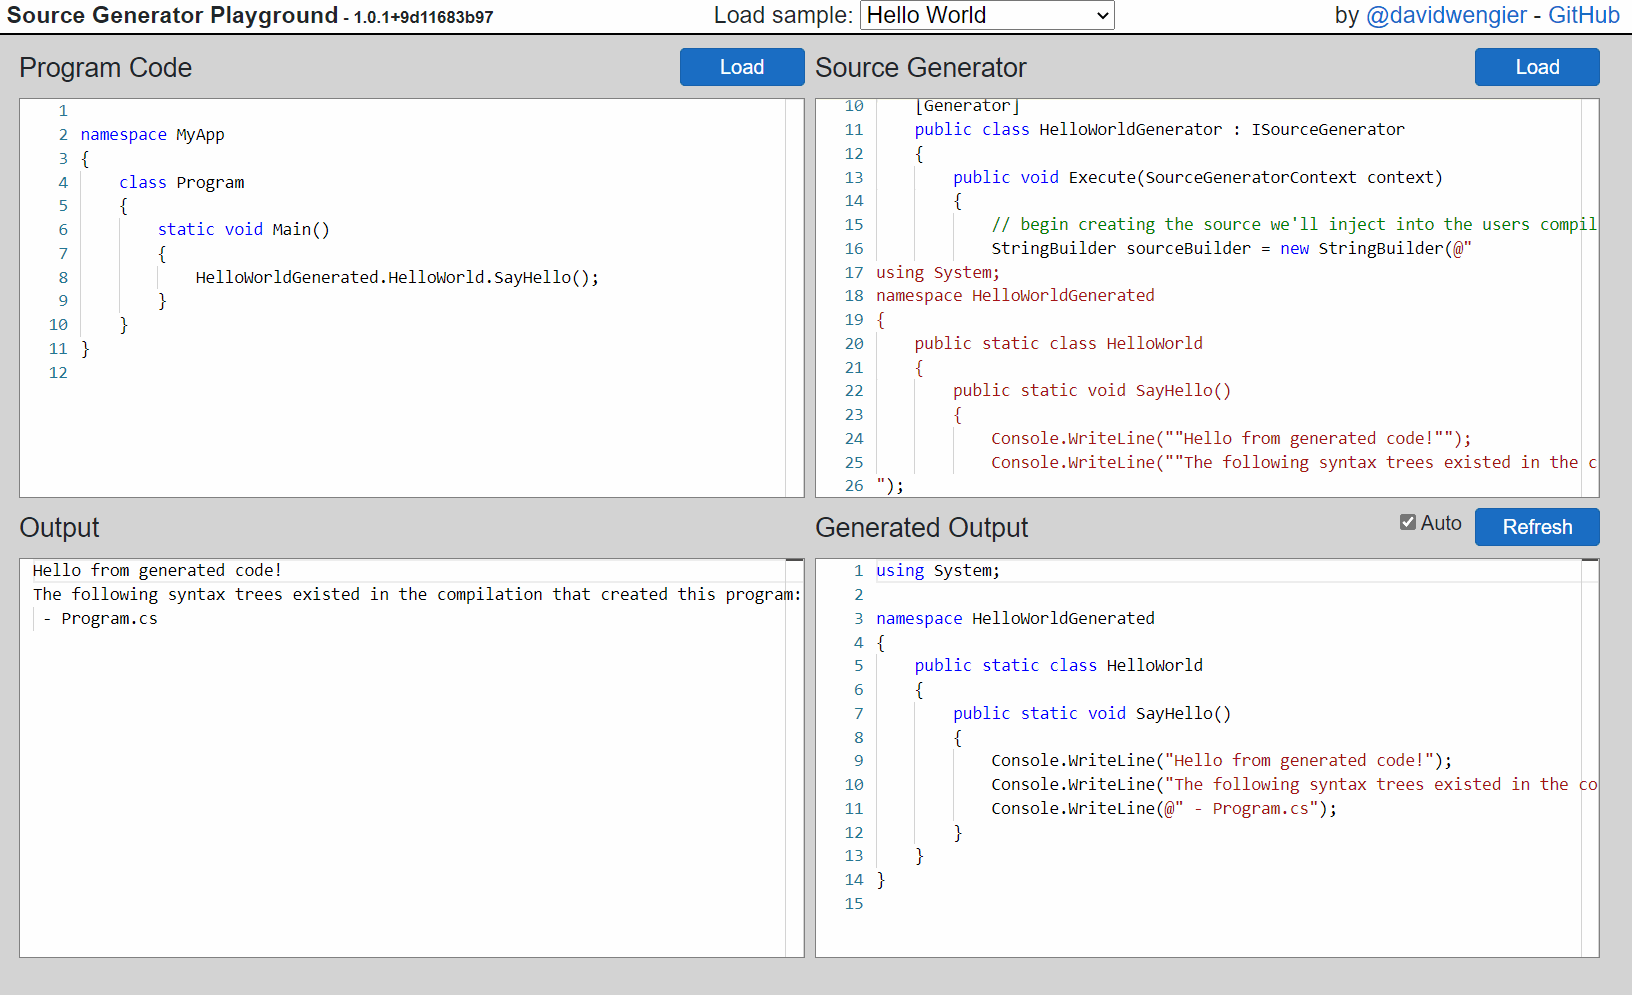 Source Generator Playground - 1.0.1+9d11683b97
Load sample: Hello World
by @davidwengier - GitHub
Program Code
Load
1
2 namespace MyApp
3 {
4 class Program
5 {
6 static void Main()
7 {
8 HelloWorldGenerated.HelloWorld.SayHello();
9 }
10 }
11 }
12
Source Generator
Load
10 [Generator]
11 public class HelloWorldGenerator : ISourceGenerator
12 {
13 public void Execute(SourceGeneratorContext context)
14 {
15 // begin creating the source we'll inject into the users compil
16 StringBuilder sourceBuilder = new StringBuilder(@"
17 using System;
18 namespace HelloWorldGenerated
19 {
20 public static class HelloWorld
21 {
22 public static void SayHello()
23 {
24 Console.WriteLine(""Hello from generated code!"");
25 Console.WriteLine(""The following syntax trees existed in the c
26 ");
Output
Hello from generated code!
The following syntax trees existed in the compilation that created this program:
- Program.cs
Generated Output
Auto
Refresh
1 using System;
2
3 namespace HelloWorldGenerated
4 {
5 public static class HelloWorld
6 {
7 public static void SayHello()
8 {
9 Console.WriteLine("Hello from generated code!");
10 Console.WriteLine("The following syntax trees existed in the co
11 Console.WriteLine(@" - Program.cs");
12 }
13 }
14 }
15